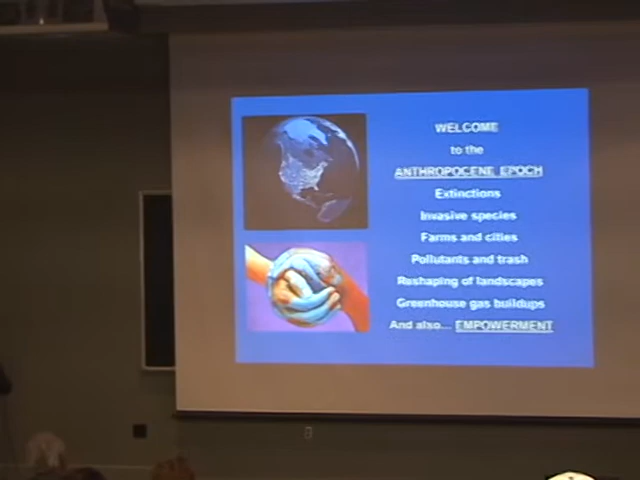 WELCOME
to the
ANTHROPOCENE EPOCH
Extinctions
Invasive species
Farms and cities
Pollutants and trash
Reshaping of landscapes
Greenhouse gas buildups
And also... EMPOWERMENT